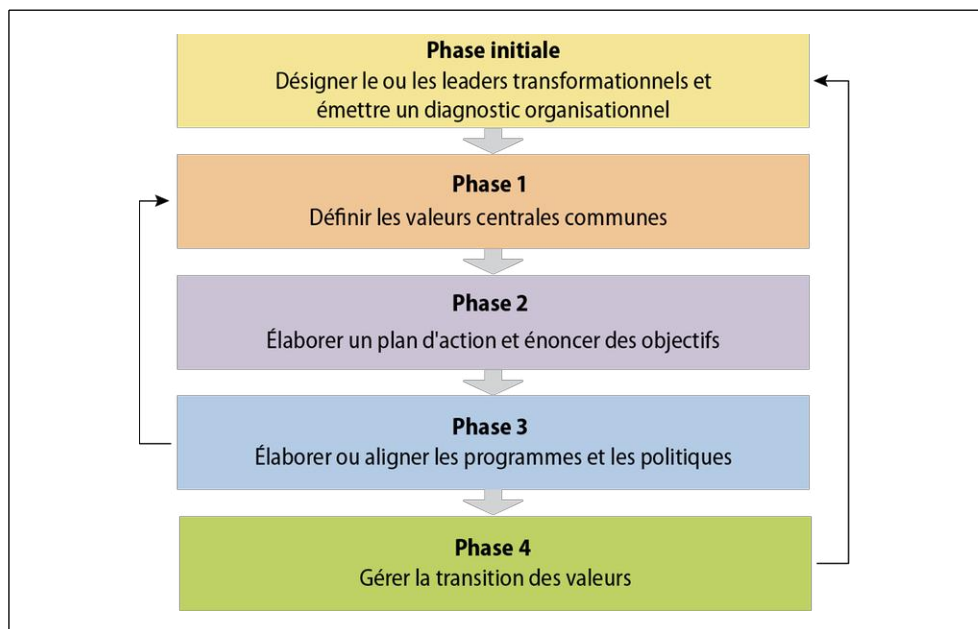 Phase initiale
Désigner le ou les leaders transformationnels et
émettre un diagnostic organisationnel
Phase 1
Définir les valeurs centrales communes
Phase 2
Élaborer un plan d'action et énoncer des objectifs
Phase 3
Élaborer ou aligner les programmes et les politiques
Phase 4
Gérer la transition des valeurs